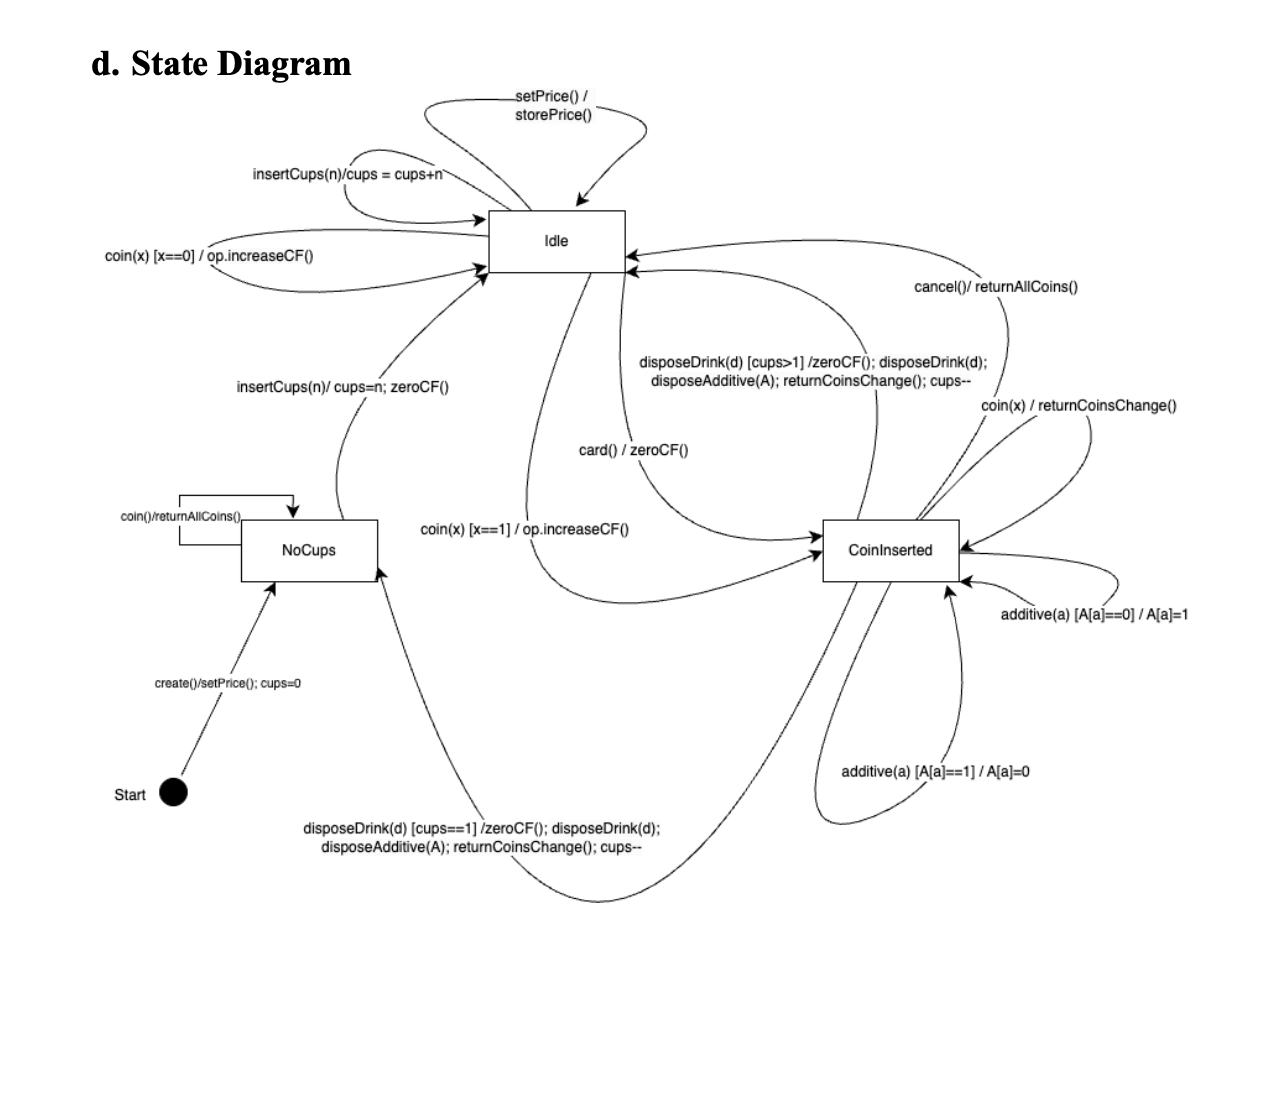 d. State Diagram
setPrice() /
storePrice()
insertCups(n)/cups = cups+n
Idle
coin(x) [x==0] / op.increaseCF()
cancel()/ returnAllCoins()
disposeDrink(d) [cups>1] /zeroCF(); disposeDrink(d);
disposeAdditive(A); returnCoinsChange(); cups--
insertCups(n)/ cups=n; zeroCF()
coin(x) / returnCoinsChange()
card() / zeroCF()
coin()/returnAllCoins()
coin(x) [x==1] / op.increaseCF()
NoCups
CoinInserted
additive(a) [A[a]==0] / A[a]=1
create()/setPrice(); cups=0
additive(a) [A[a]==1] / A[a]=0
Start
disposeDrink(d) [cups==1] /zeroCF(); disposeDrink(d);
disposeAdditive(A); returnCoinsChange(); cups--